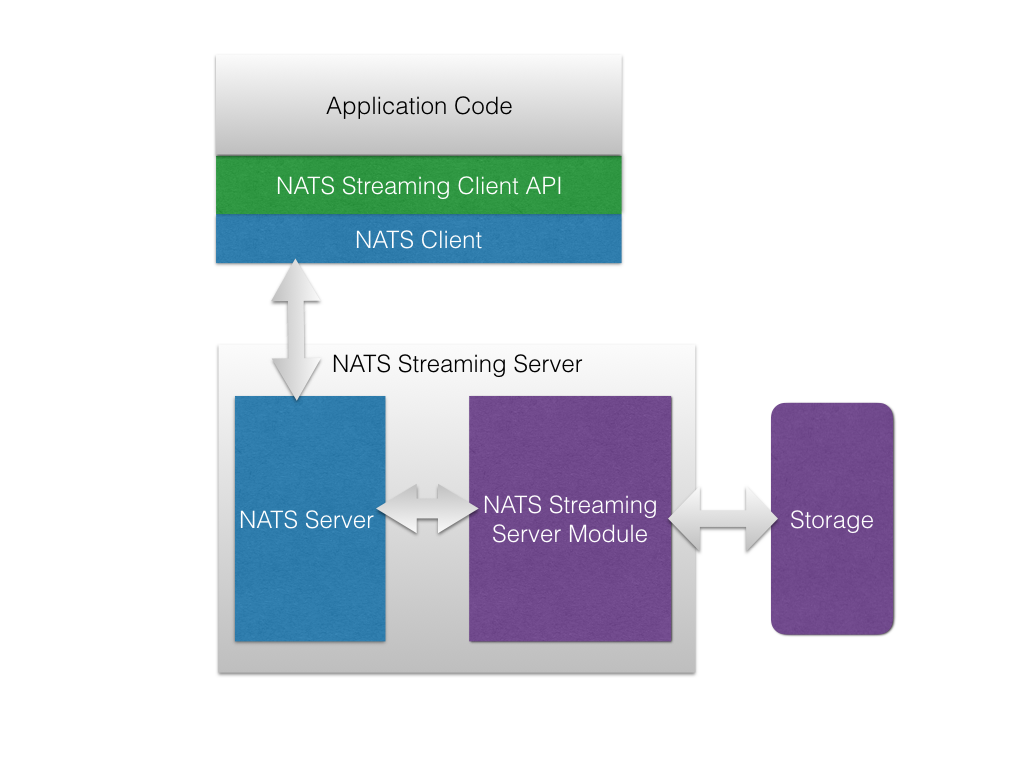 Application Code
NATS Streaming Client API
NATS Client
NATS Streaming Server
NATS Server
NATS Streaming
Server Module
Storage